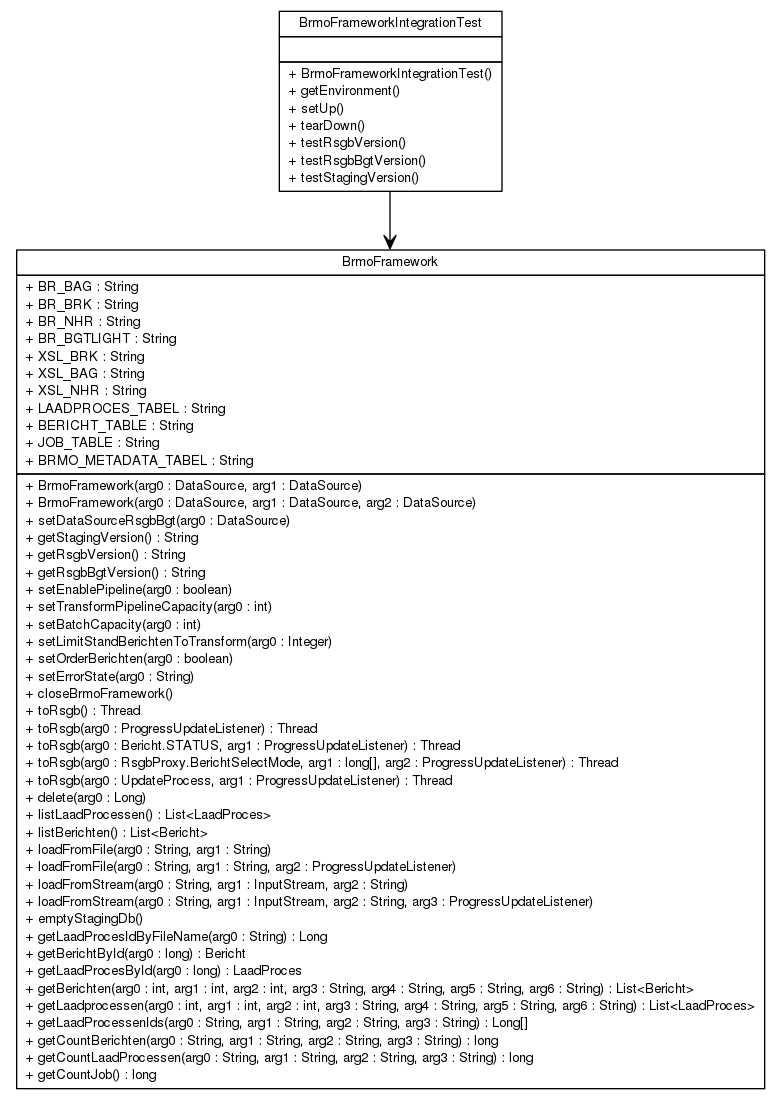 BrmoFrameworkIntegrationTest
+ BrmoFrameworkIntegrationTest()
+ getEnvironment()
+ setUp()
+ tearDown()
+ testRsgbVersion()
+ testRsgbBgtVersion()
+ testStagingVersion()
BrmoFramework
+ BR_BAG : String
+ BR_BRK : String
+ BR_NHR : String
+ BR_BGTLIGHT : String
+ XSL_BRK : String
+ XSL_BAG : String
+ XSL_NHR : String
+ LAADPROCES_TABEL : String
+ BERICHT_TABLE : String
+ JOB_TABLE : String
+ BRMO_METADATA_TABEL : String
+ BrmoFramework(arg0 : DataSource, arg1 : DataSource)
+ BrmoFramework(arg0 : DataSource, arg1 : DataSource, arg2 : DataSource)
+ setDataSourceRsgbBgt(arg0 : DataSource)
+ getStagingVersion() : String
+ getRsgbVersion() : String
+ getRsgbBgtVersion() : String
+ setEnablePipeline(arg0 : boolean)
+ setTransformPipelineCapacity(arg0 : int)
+ setBatchCapacity(arg0 : int)
+ setLimitStandBerichtenToTransform(arg0 : Integer)
+ setOrderBerichten(arg0 : boolean)
+ setErrorState(arg0 : String)
+ closeBrmoFramework()
+ toRsgb() : Thread
+ toRsgb(arg0 : ProgressUpdateListener) : Thread
+ toRsgb(arg0 : Bericht.STATUS, arg1 : ProgressUpdateListener) : Thread
+ toRsgb(arg0 : RsgbProxy.BerichtSelectMode, arg1 : long[], arg2 : ProgressUpdateListener) : Thread
+ toRsgb(arg0 : UpdateProcess, arg1 : ProgressUpdateListener) : Thread
+ delete(arg0 : Long)
+ listLaadProcessen() : List<LaadProces>
+ listBerichten() : List<Bericht>
+ loadFromFile(arg0 : String, arg1 : String)
+ loadFromFile(arg0 : String, arg1 : String, arg2 : ProgressUpdateListener)
+ loadFromStream(arg0 : String, arg1 : InputStream, arg2 : String)
+ loadFromStream(arg0 : String, arg1 : InputStream, arg2 : String, arg3 : ProgressUpdateListener)
+ emptyStagingDb()
+ getLaadProcesIdByFileName(arg0 : String) : Long
+ getBerichtById(arg0 : long) : Bericht
+ getLaadProcesById(arg0 : long) : LaadProces
+ getBerichten(arg0 : int, arg1 : int, arg2 : int, arg3 : String, arg4 : String, arg5 : String, arg6 : String) : List<Bericht>
+ getLaadprocessen(arg0 : int, arg1 : int, arg2 : int, arg3 : String, arg4 : String, arg5 : String, arg6 : String) : List<LaadProces>
+ getLaadProcessenIds(arg0 : String, arg1 : String, arg2 : String, arg3 : String) : Long[]
+ getCountBerichten(arg0 : String, arg1 : String, arg2 : String, arg3 : String) : long
+ getCountLaadProcessen(arg0 : String, arg1 : String, arg2 : String, arg3 : String) : long
+ getCountJob() : long